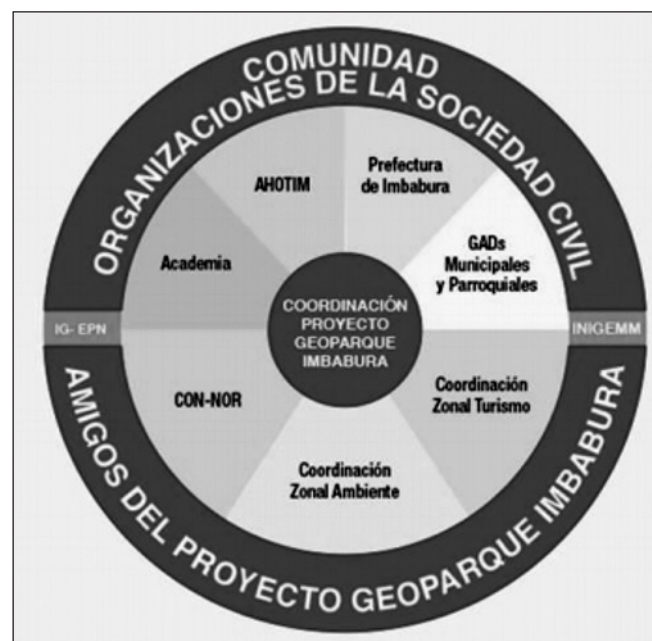 COMUNIDAD
ORGANIZACIONES DE LA SOCIEDAD CIVIL
AHOTIM
Prefectura
de Imbabura
Academia
GADs
Municipales
y Parroquiales
COORDINACIÓN
PROYECTO
GEOPARQUE
IMBABURA
IG- EPN
INIGEMM
CON-NOR
Coordinación
Zonal Turismo
Coordinación
Zonal Ambiente
AMIGOS DEL PROYECTO GEOPARQUE IMBABURA